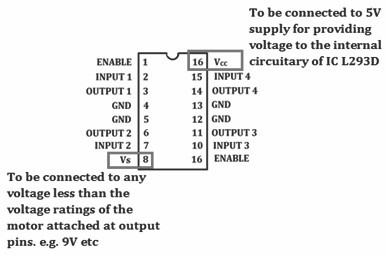 To be connected to 5V
supply for providing
voltage to the internal
circuitary of IC L293D
ENABLE 1 16 Vcc
INPUT 1 2 15 INPUT 4
OUTPUT 1 3 14 OUTPUT 4
GND 4 13 GND
GND 5 12 GND
OUTPUT 2 6 11 OUTPUT 3
INPUT 2 7 10 INPUT 3
Vs 8 16 ENABLE
To be connected to any
voltage less than the
voltage ratings of the
motor attached at output
pins. e.g. 9V etc